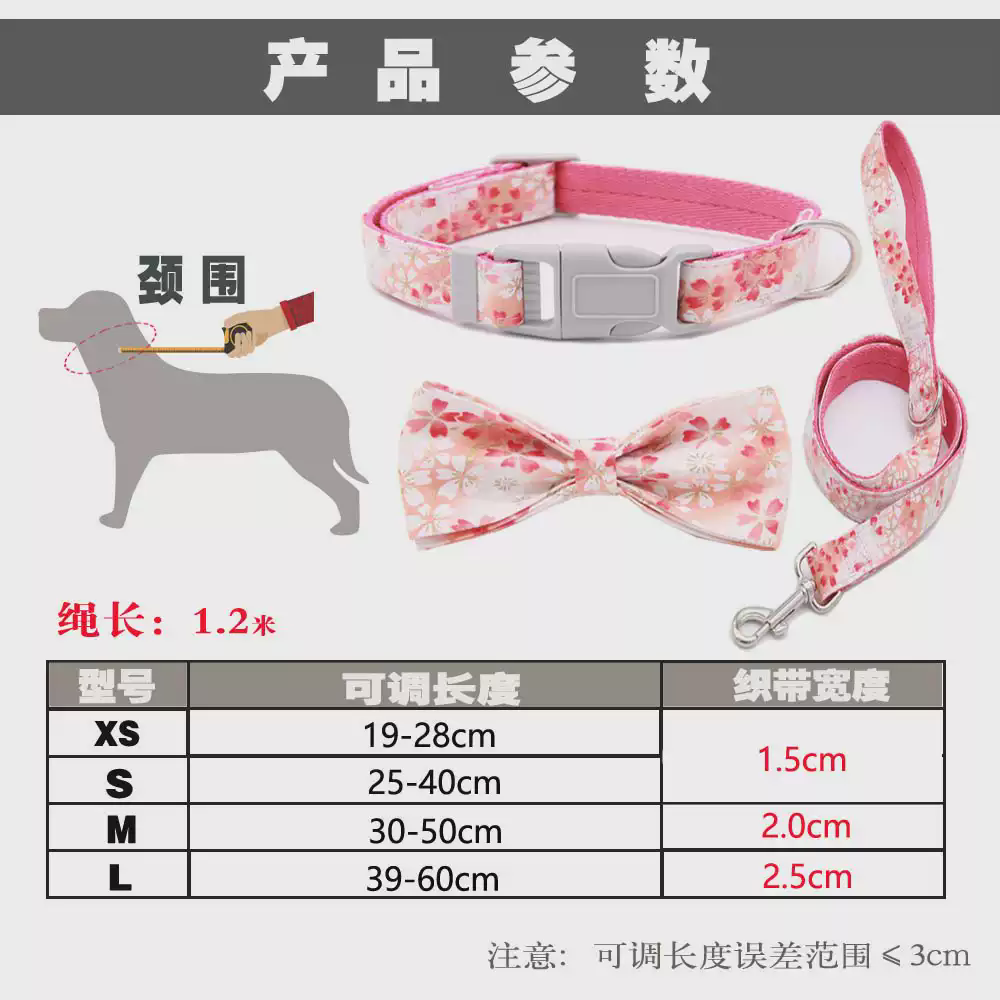 产品参数
颈围
绳长：1.2米
型号 可调长度 织带宽度
XS 19-28cm 1.5cm
S 25-40cm
M 30-50cm 2.0cm
L 39-60cm 2.5cm
注意: 可调长度误差范围≤3cm